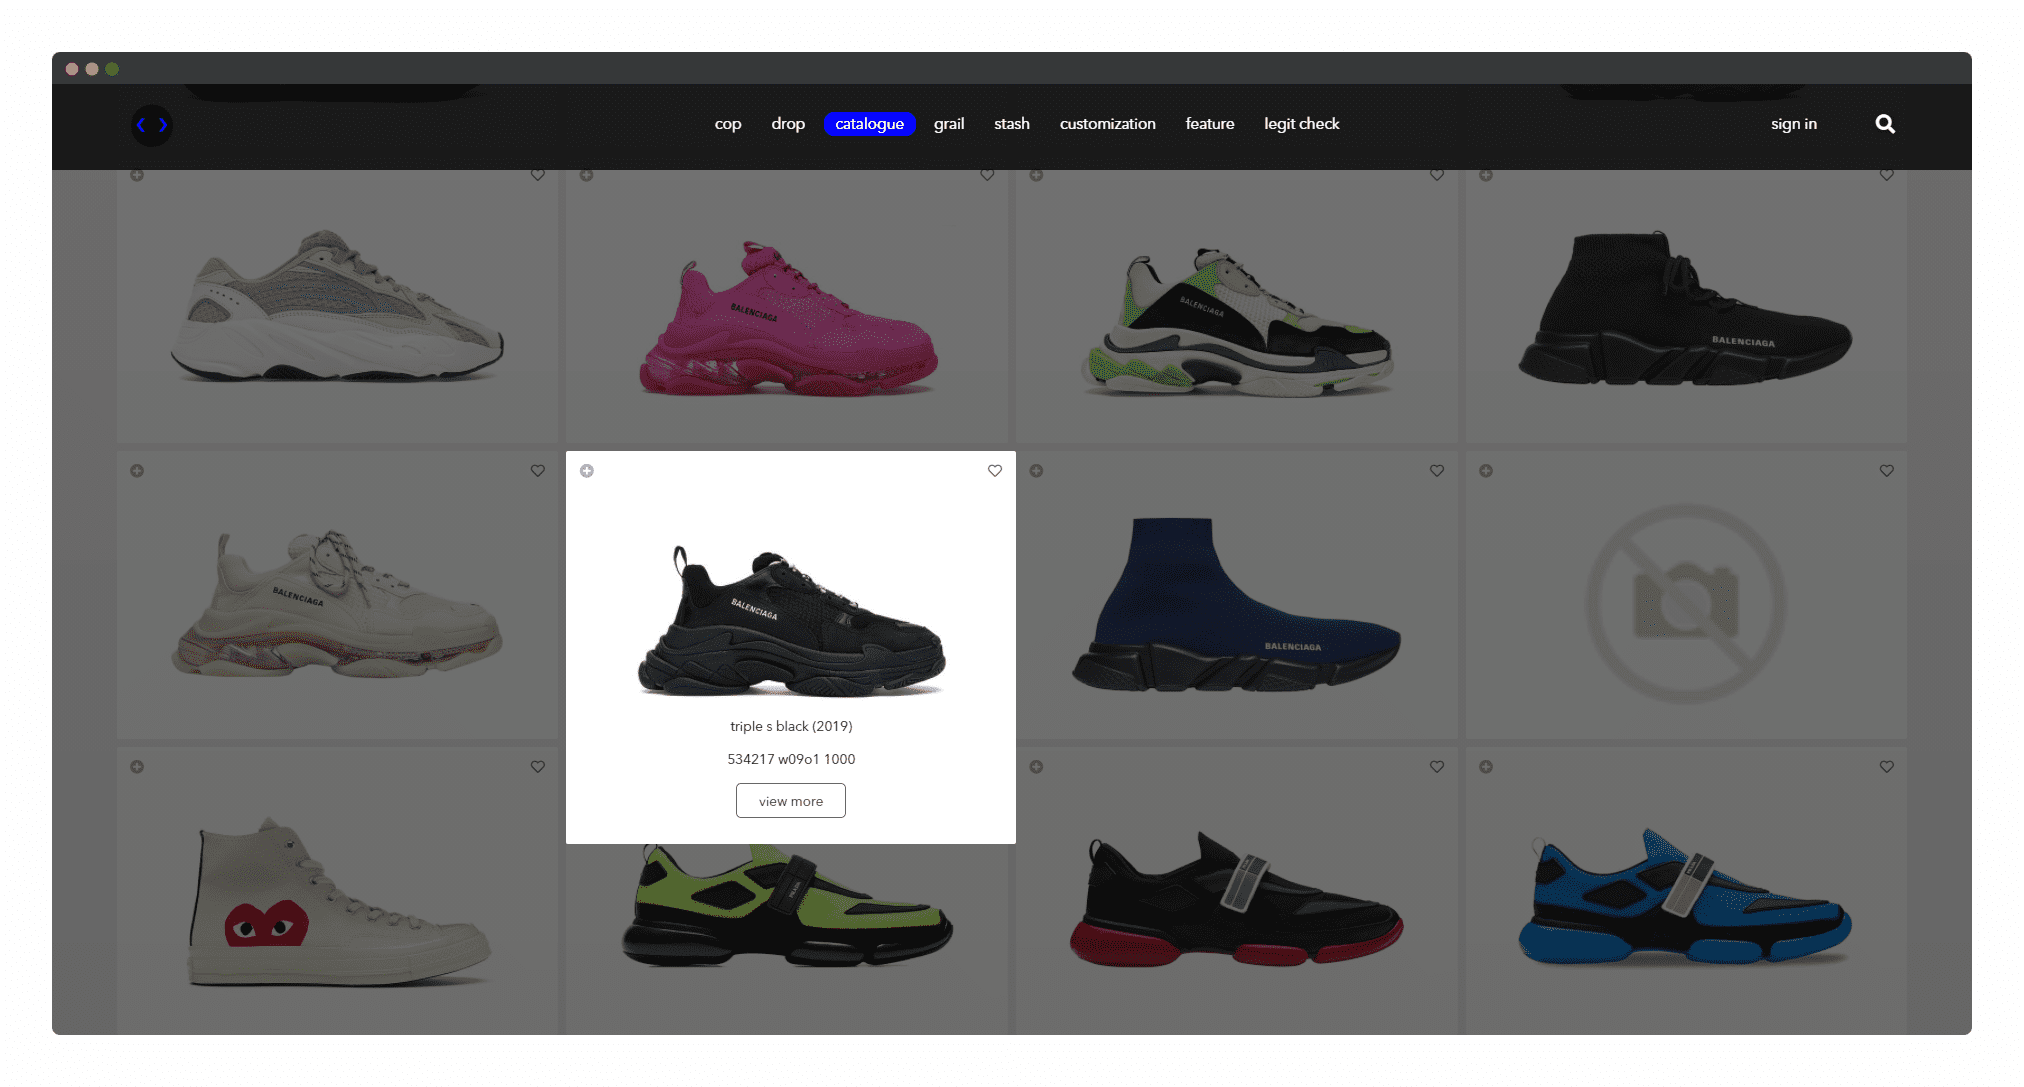 cop drop catalogue grail stash customization feature legit check sign in
BALENCIAGA
BALENCIAGA
BALENCIAGA
BALENCIAGA
BALENCIAGA
BALENCIAGA
triple s black (2019)
534217 w09o1 1000
view more
PRADA